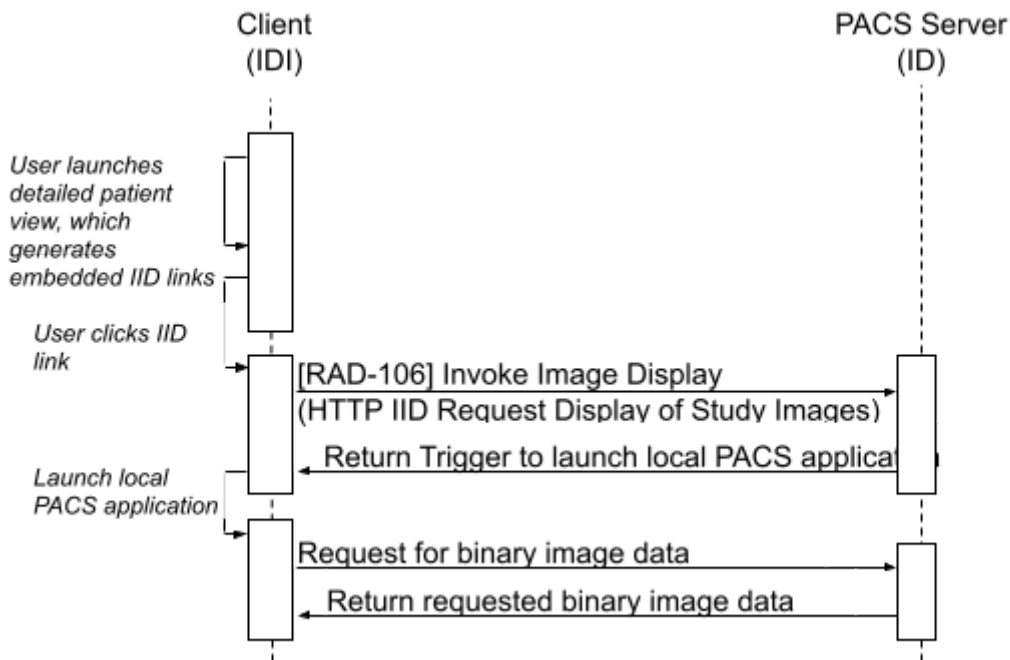 Client
(IDI)
PACS Server
(ID)
User launches
detailed patient
view, which
generates
embedded IID links
User clicks IID
link
[RAD-106] Invoke Image Display
(HTTP IID Request Display of Study Images)
Return Trigger to launch local PACS application
Launch local
PACS application
Request for binary image data
Return requested binary image data